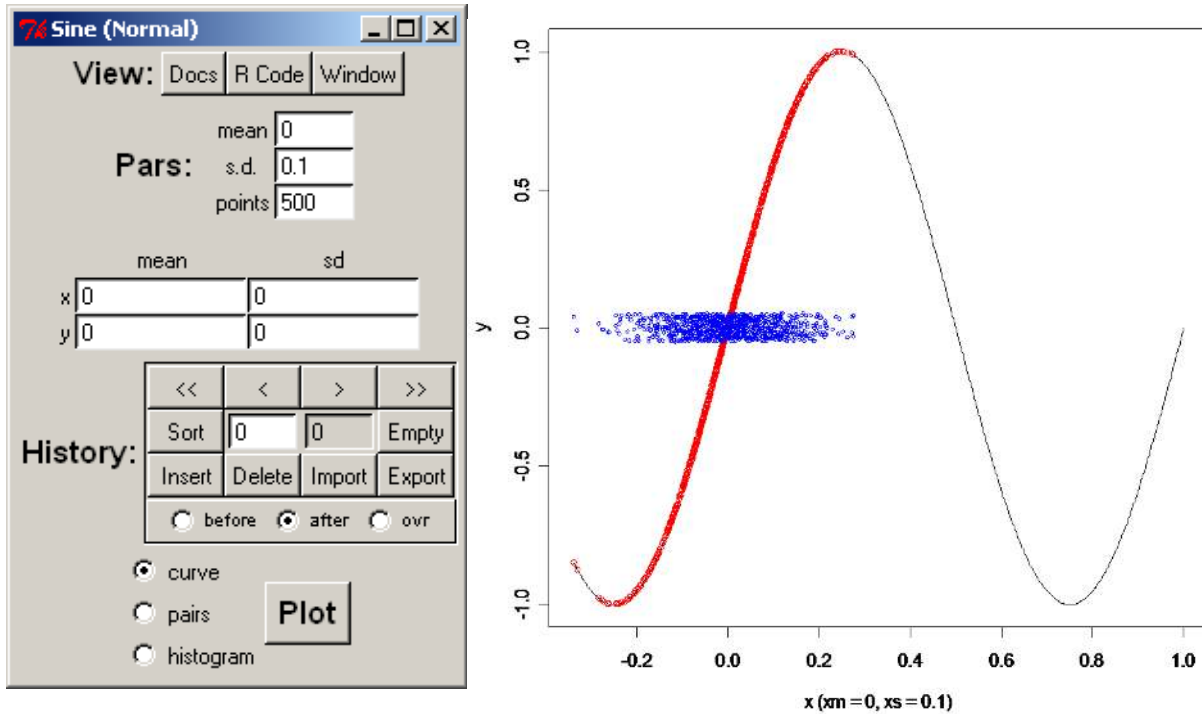 Sine (Normal)
View: Docs R Code Window
Pars:
mean 0
s.d. 0.1
points 500
mean sd
x 0 0
y 0 0
History:
<< < > >>
Sort 0 0 Empty
Insert Delete Import Export
before after ovr
curve
pairs
histogram
Plot
y
1.0
0.5
0.0
-0.5
-1.0
-0.2 0.0 0.2 0.4 0.6 0.8 1.0
x (xm = 0, xs = 0.1)